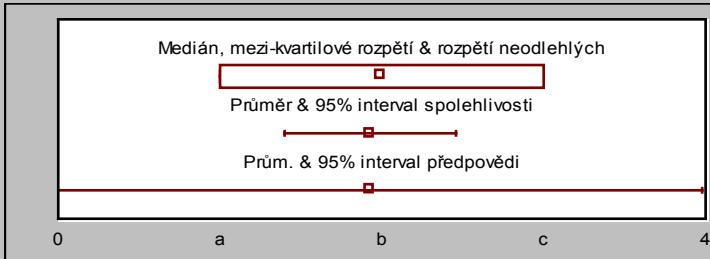 Medián, mezi-kvartilové rozpětí & rozpětí neodlehlých
Průměr & 95% interval spolehlivosti
Prům. & 95% interval předpovědi
0 a b c 4